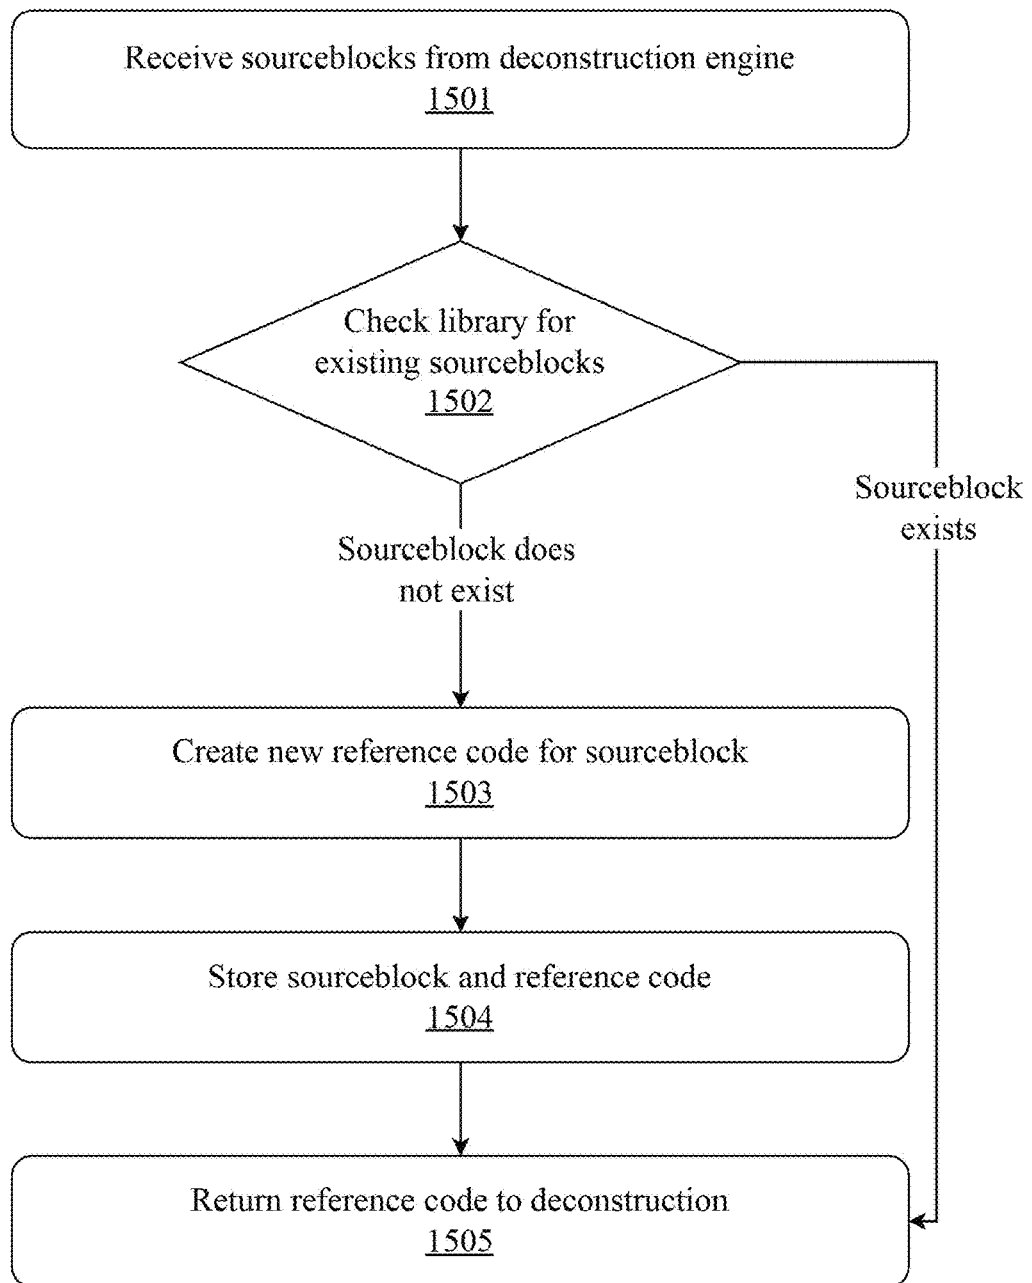 Receive sourceblocks from deconstruction engine
1501
Check library for
existing sourceblocks
1502
Sourceblock
exists
Sourceblock does
not exist
Create new reference code for sourceblock
1503
Store sourceblock and reference code
1504
Return reference code to deconstruction
1505